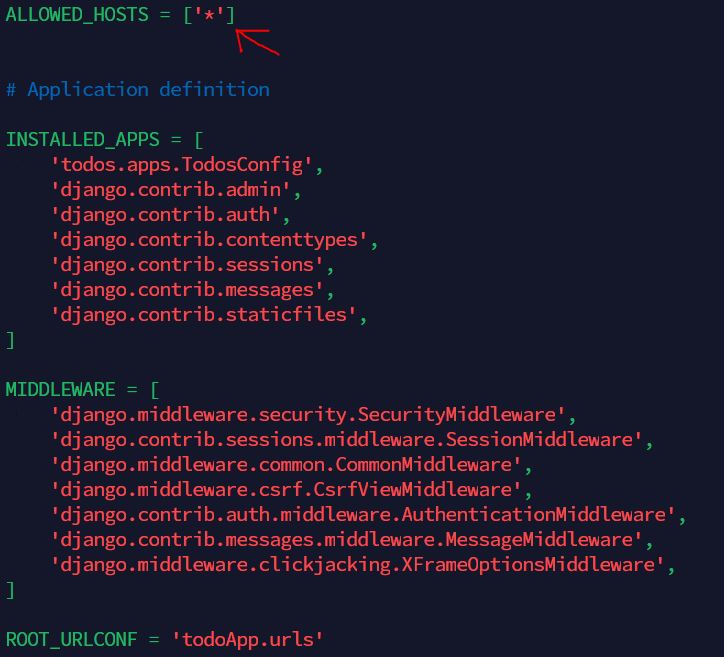 ALLOWED_HOSTS = ['*']
# Application definition
INSTALLED_APPS = [
    'todos.apps.TodosConfig',
    'django.contrib.admin',
    'django.contrib.auth',
    'django.contrib.contenttypes',
    'django.contrib.sessions',
    'django.contrib.messages',
    'django.contrib.staticfiles',
]
MIDDLEWARE = [
    'django.middleware.security.SecurityMiddleware',
    'django.contrib.sessions.middleware.SessionMiddleware',
    'django.middleware.common.CommonMiddleware',
    'django.middleware.csrf.CsrfViewMiddleware',
    'django.contrib.auth.middleware.AuthenticationMiddleware',
    'django.contrib.messages.middleware.MessageMiddleware',
    'django.middleware.clickjacking.XFrameOptionsMiddleware',
]
ROOT_URLCONF = 'todoApp.urls'